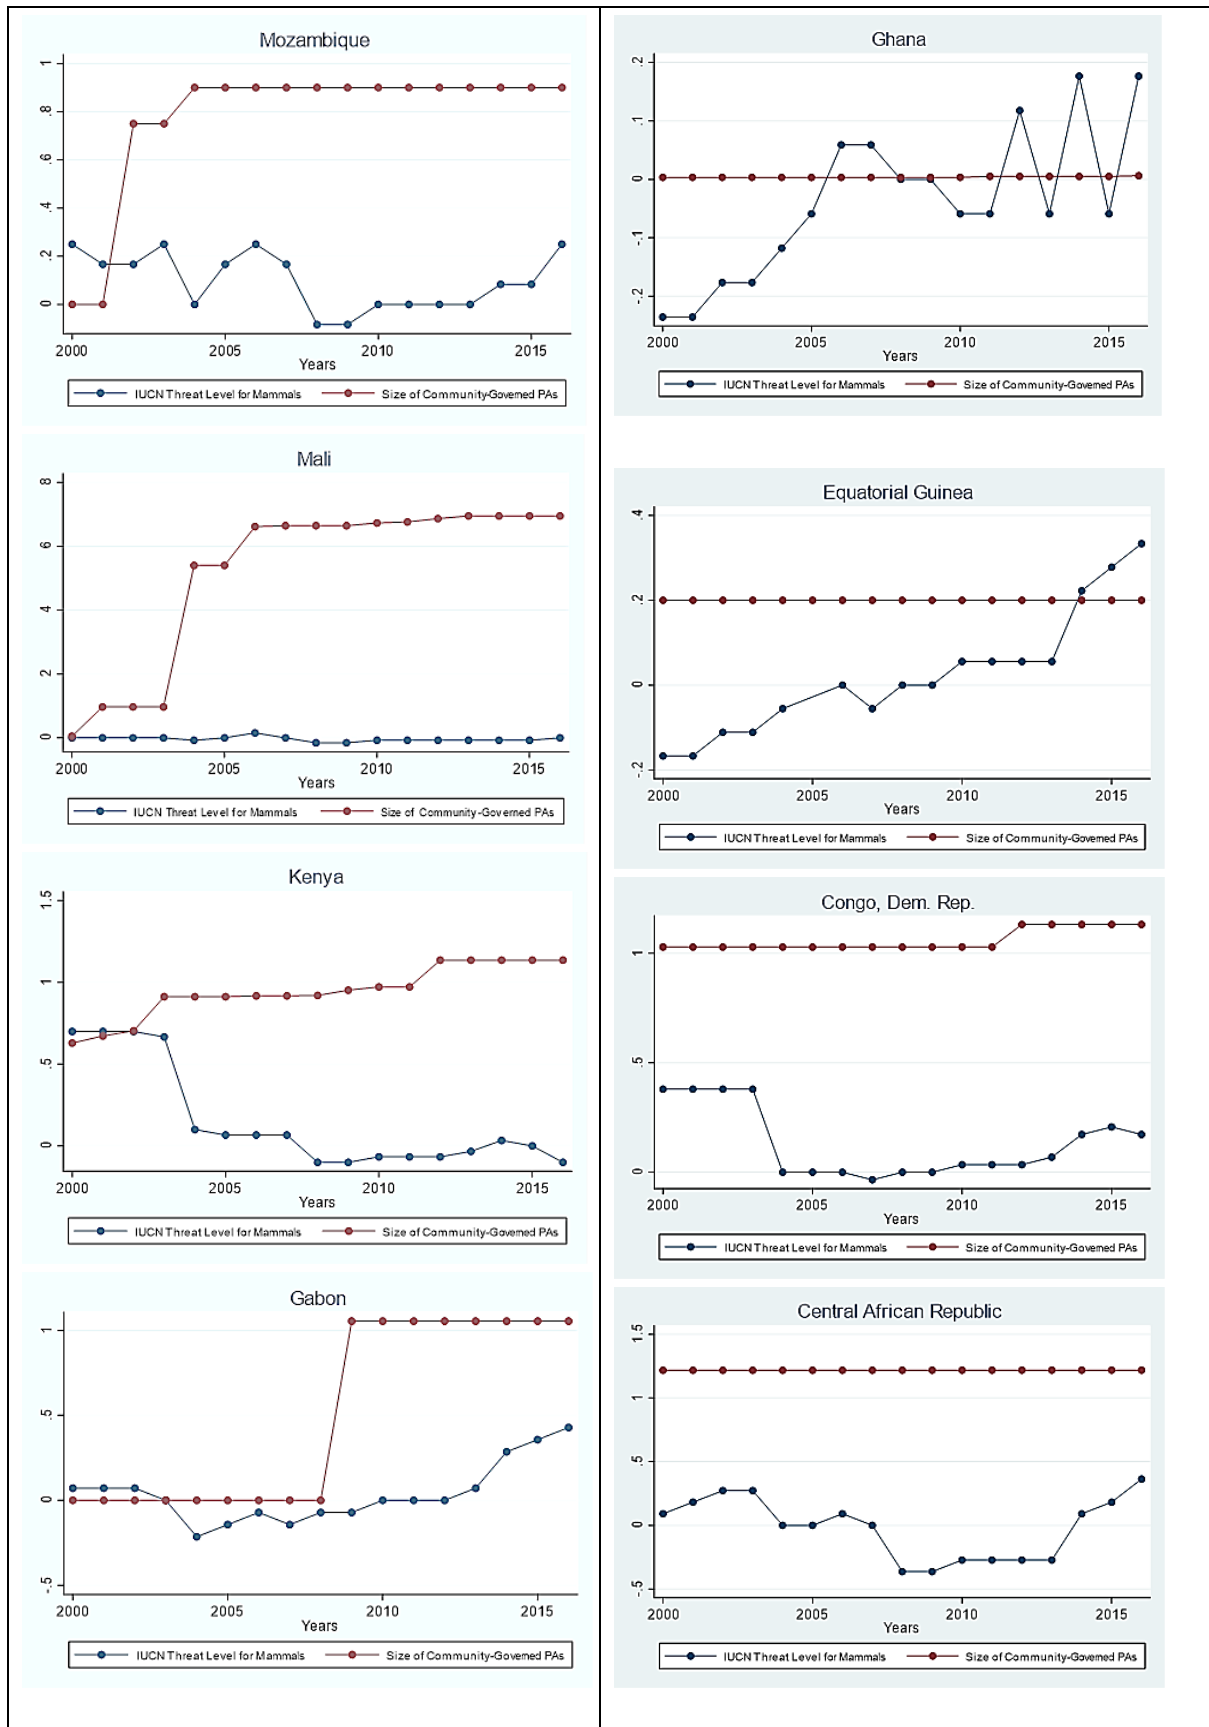 Mozambique
1
.8
.6
.4
.2
0
2000 2005 2010 2015
Years
IUCN Threat Level for Mammals Size of Community-Governed PAs
Mali
8
6
4
2
0
2000 2005 2010 2015
Years
IUCN Threat Level for Mammals Size of Community-Governed PAs
Kenya
1.5
1
.5
0
2000 2005 2010 2015
Years
IUCN Threat Level for Mammals Size of Community-Governed PAs
Gabon
1
.5
0
-.5
2000 2005 2010 2015
Years
IUCN Threat Level for Mammals Size of Community-Governed PAs
Ghana
.2
.1
0
-.1
-.2
2000 2005 2010 2015
Years
IUCN Threat Level for Mammals Size of Community-Governed PAs
Equatorial Guinea
.4
.2
0
-.2
2000 2005 2010 2015
Years
IUCN Threat Level for Mammals Size of Community-Governed PAs
Congo, Dem. Rep.
1
.5
0
2000 2005 2010 2015
Years
IUCN Threat Level for Mammals Size of Community-Governed PAs
Central African Republic
1.5
1
.5
0
-.5
2000 2005 2010 2015
Years
IUCN Threat Level for Mammals Size of Community-Governed PAs